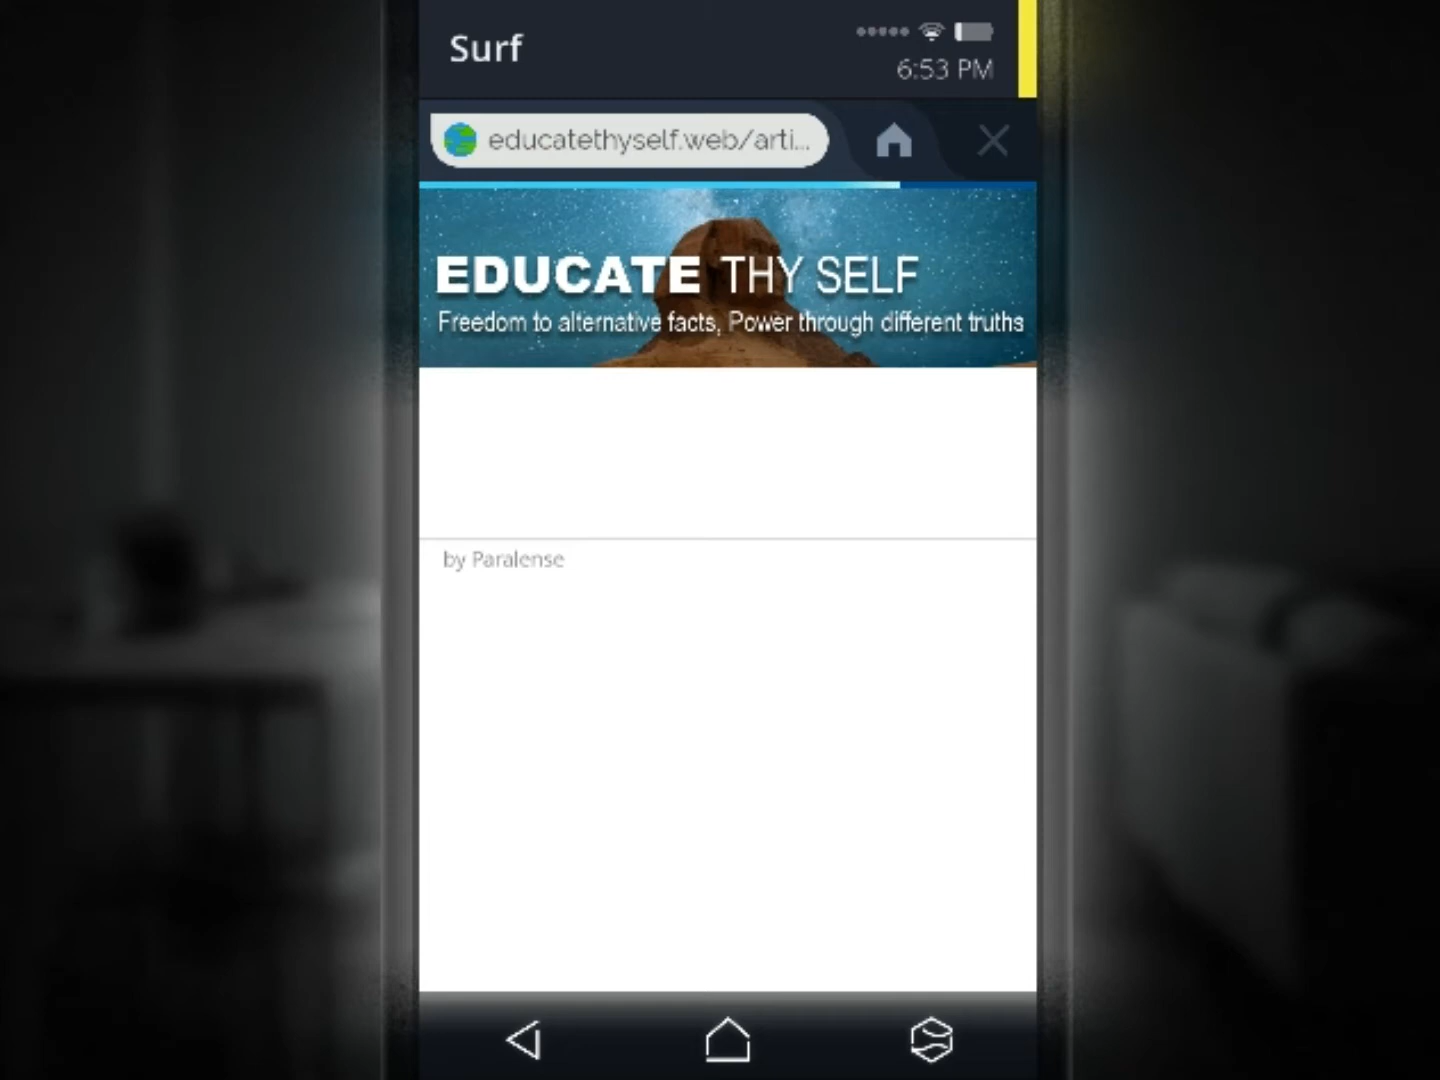 Surf
6:53 PM
educatethyself.web/arti...
EDUCATE THY SELF
Freedom to alternative facts, Power through different truths
by Paralense